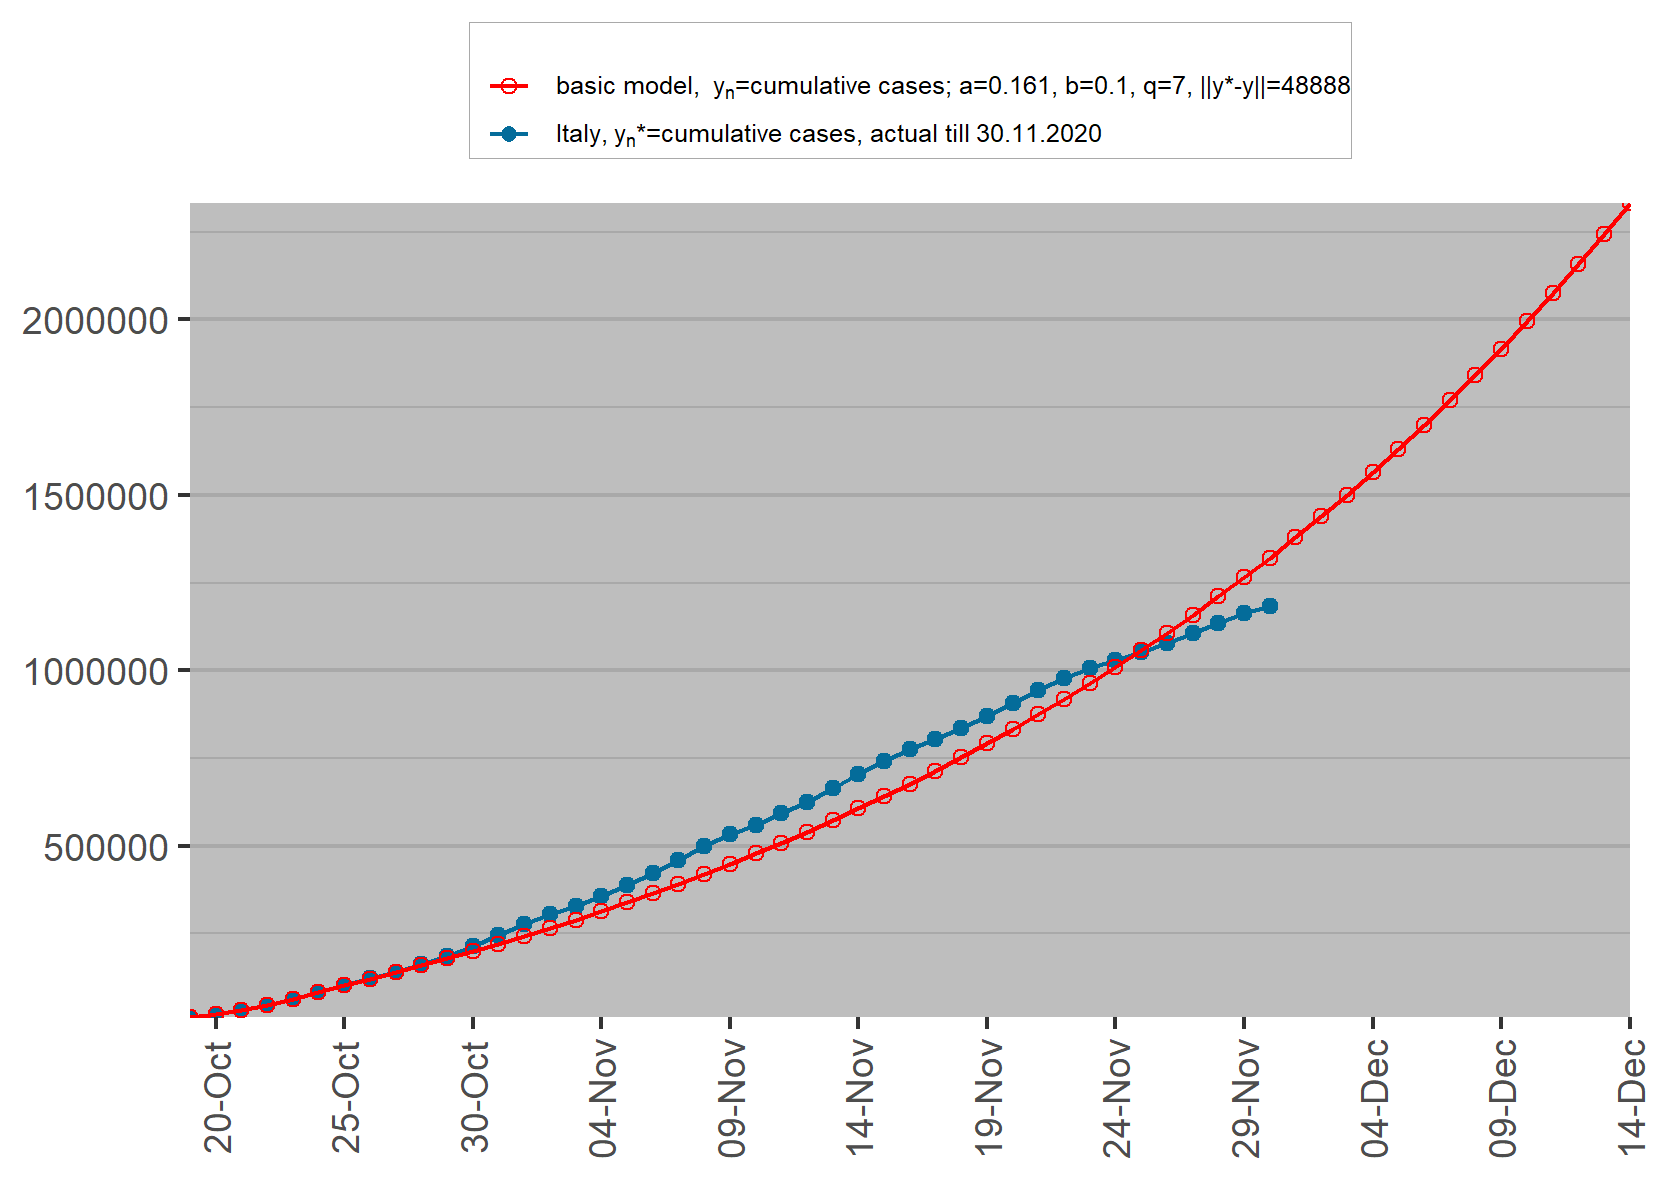 basic model,  yn=cumulative cases; a=0.161, b=0.1, q=7, ||y*-y||=48888
Italy, yn*=cumulative cases, actual till 30.11.2020
2000000
1500000
1000000
500000
20-Oct
25-Oct
30-Oct
04-Nov
09-Nov
14-Nov
19-Nov
24-Nov
29-Nov
04-Dec
09-Dec
14-Dec